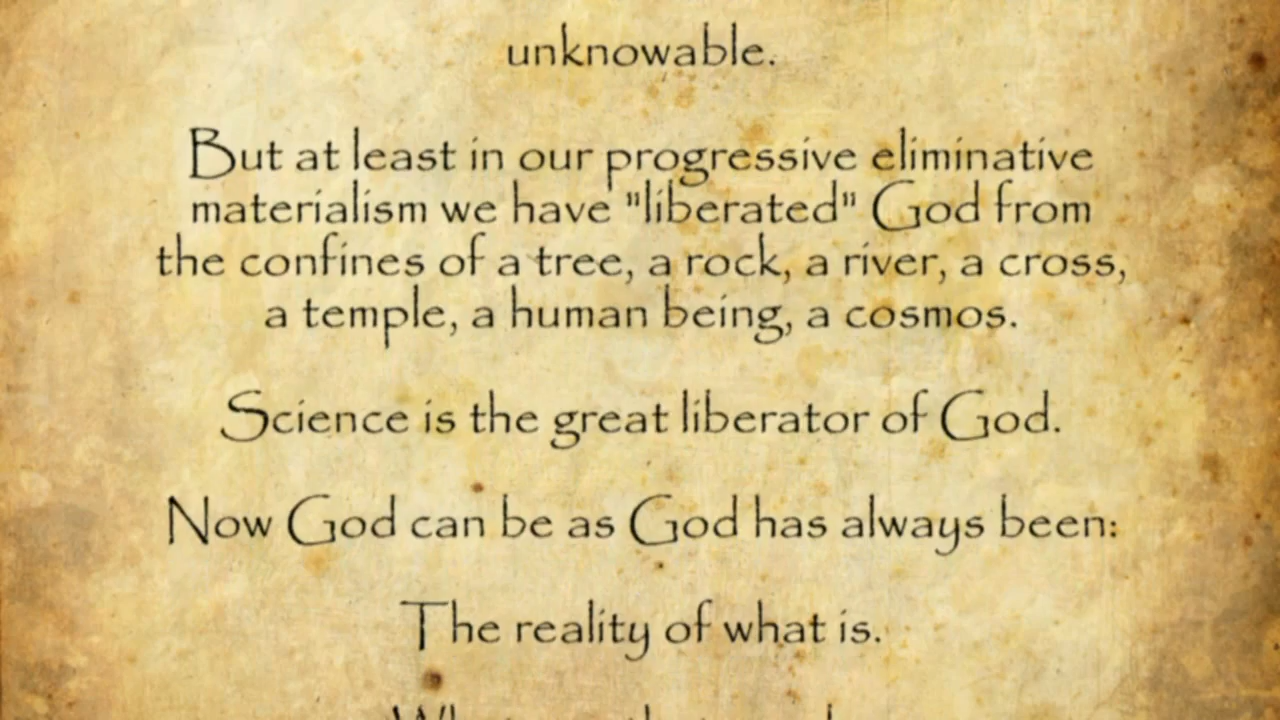 unknowable.
But at least in our progressive eliminative
materialism we have "liberated" God from
the confines of a tree, a rock, a river, a cross,
a temple, a human being, a cosmos.
Science is the great liberator of God.
Now God can be as God has always been:
The reality of what is.